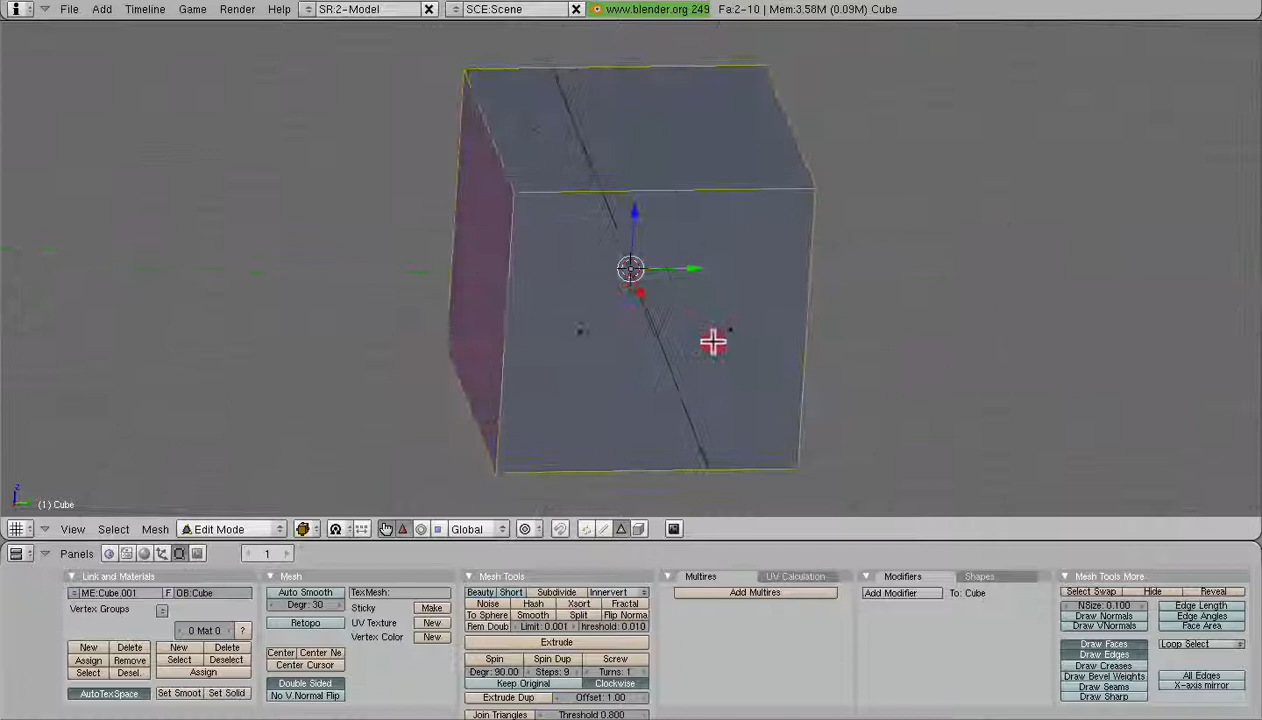 File Add Timeline Game Render Help SR:2-Model SCE:Scene www.blender.org 249 Fa:2-10 | Mem:3.58M (0.09M) Cube
z
(1) Cube
View Select Mesh Edit Mode Global
Panels 1
Link and Materials Mesh Mesh Tools Multires UV Calculation Modifiers Shapes Mesh Tools More
ME:Cube.001 F OB:Cube Auto Smooth TexMesh: Beauty Short Subdivide Innervert Add Multires Add Modifier To: Cube Select Swap Hide Reveal
Vertex Groups Degr: 30 Sticky Make Noise Hash Xsort Fractal NSize: 0.100 Edge Length
0 Mat 0 ? Retopo UV Texture New To Sphere Smooth Split Flip Norma Draw Normals Edge Angles
Vertex Color New Rem Doub Limit: 0.001 hreshold: 0.010 Draw VNormals Face Area
New Delete New Delete Center Center Ne Extrude Draw Faces Loop Select
Assign Remove Select Deselect Center Cursor Spin Spin Dup Screw Draw Edges
Select Desel. Assign Degr: 90.00 Steps: 9 Turns: 1 Draw Creases
Double Sided Keep Original Clockwise Draw Bevel Weights All Edges
AutoTexSpace Set Smoot Set Solid No V.Normal Flip Extrude Dup Offset: 1.00 Draw Seams X-axis mirror
Join Triangles Threshold 0.800 Draw Sharp